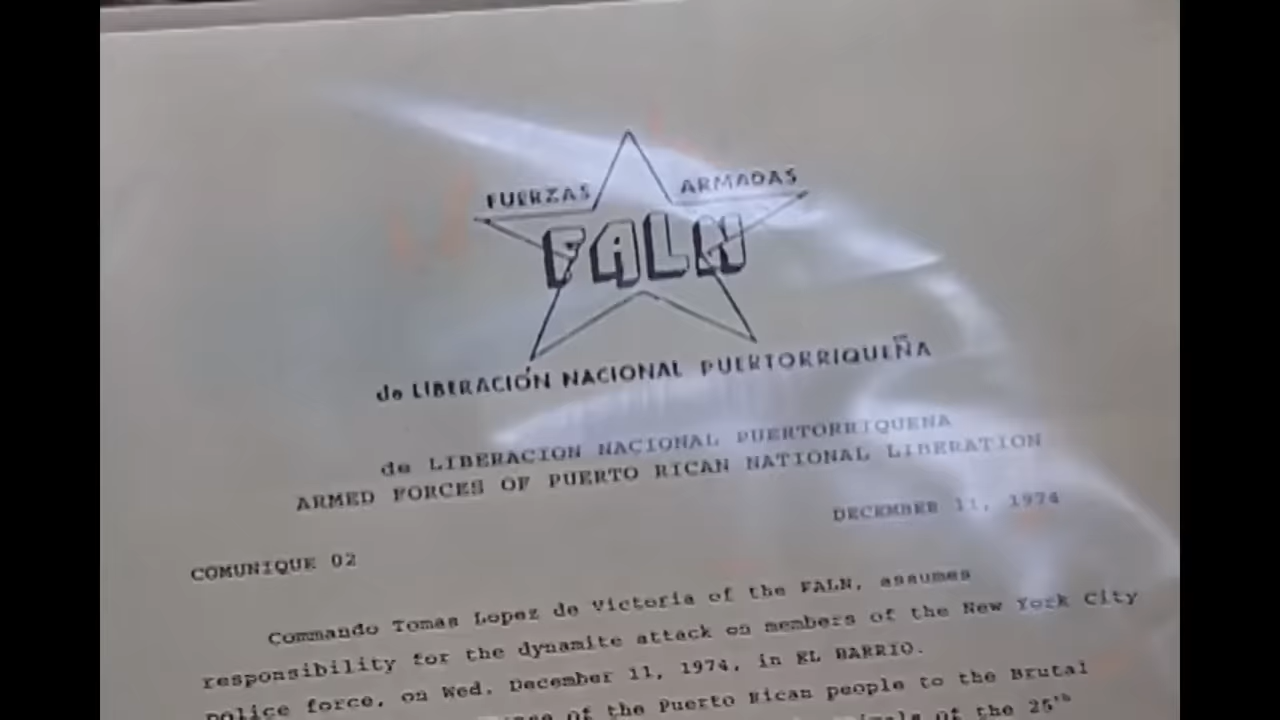 FUERZAS ARMADAS
FALN
de LIBERACIÓN NACIONAL PUERTORRIQUEÑA
de LIBERACION NACIONAL PUERTORRIQUENA
ARMED FORCES OF PUERTO RICAN NATIONAL LIBERATION
DECEMBER 11, 1974
COMUNIQUE 02
Commando Tomas Lopez de Victoria of the FALN, assumes
responsibility for the dynamite attack on members of the New York City
Police force, on Wed. December 11, 1974, in EL BARRIO.
of the Puerto Rican people to the Brutal
of the 25th